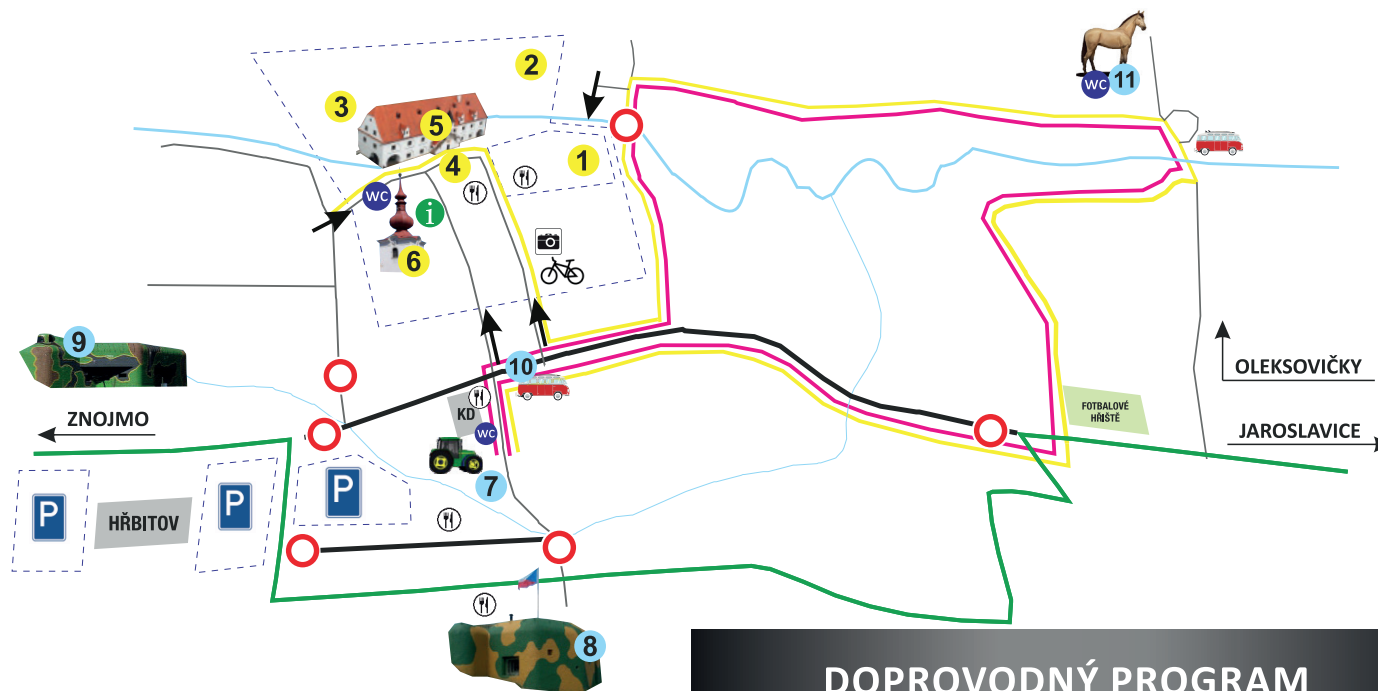 2
3
5
1
4
WC
i
6
WC
11
9
10
OLEKSOVIČKY
ZNOJMO
KD
WC
FOTBALOVÉ
HŘIŠTĚ
JAROSLAVICE
7
P
HŘBITOV
P
P
8
DOPROVODNÝ PROGRAM